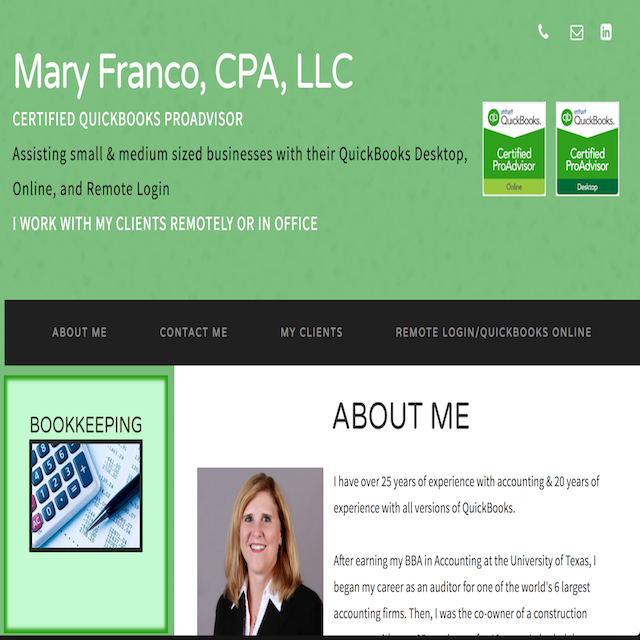 Mary Franco, CPA, LLC
CERTIFIED QUICKBOOKS PROADVISOR
Assisting small & medium sized businesses with their QuickBooks Desktop,
Online, and Remote Login
I WORK WITH MY CLIENTS REMOTELY OR IN OFFICE
qb intuit QuickBooks.
Certified
ProAdvisor
Online
qb intuit QuickBooks.
Certified
ProAdvisor
Desktop
ABOUT ME CONTACT ME MY CLIENTS REMOTE LOGIN/QUICKBOOKS ONLINE
BOOKKEEPING
ABOUT ME
I have over 25 years of experience with accounting & 20 years of
experience with all versions of QuickBooks.
After earning my BBA in Accounting at the University of Texas, I
began my career as an auditor for one of the world's 6 largest
accounting firms. Then, I was the co-owner of a construction